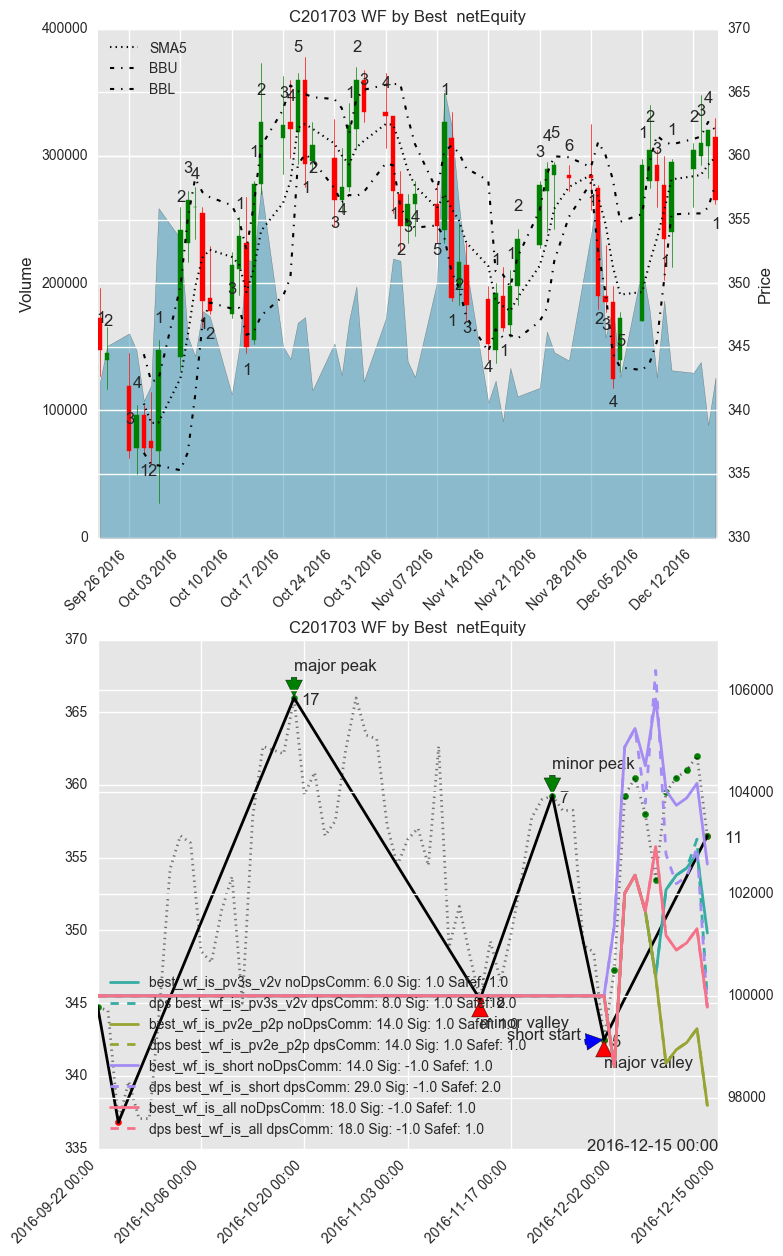 C201703 WF by Best netEquity
400000
300000
200000
100000
0
Volume
370
365
360
355
350
345
340
335
330
Price
SMA5
BBU
BBL
Sep 26 2016
Oct 03 2016
Oct 10 2016
Oct 17 2016
Oct 24 2016
Oct 31 2016
Nov 07 2016
Nov 14 2016
Nov 21 2016
Nov 28 2016
Dec 05 2016
Dec 12 2016
C201703 WF by Best netEquity
370
365
360
355
350
345
340
335
106000
104000
102000
100000
98000
major peak
17
minor peak
7
11
minor valley
short start
5
major valley
best_wf_is_pv3s_v2v noDpsComm: 6.0 Sig: 1.0 Safef: 1.0
dps best_wf_is_pv3s_v2v dpsComm: 8.0 Sig: 1.0 Safef: 2.0
best_wf_is_pv2e_p2p noDpsComm: 14.0 Sig: 1.0 Safef: 1.0
dps best_wf_is_pv2e_p2p dpsComm: 14.0 Sig: 1.0 Safef: 1.0
best_wf_is_short noDpsComm: 14.0 Sig: -1.0 Safef: 1.0
dps best_wf_is_short dpsComm: 29.0 Sig: -1.0 Safef: 2.0
best_wf_is_all noDpsComm: 18.0 Sig: -1.0 Safef: 1.0
dps best_wf_is_all dpsComm: 18.0 Sig: -1.0 Safef: 1.0
2016-12-15 00:00
2016-09-22 00:00
2016-10-06 00:00
2016-10-20 00:00
2016-11-03 00:00
2016-11-17 00:00
2016-12-02 00:00
2016-12-15 00:00